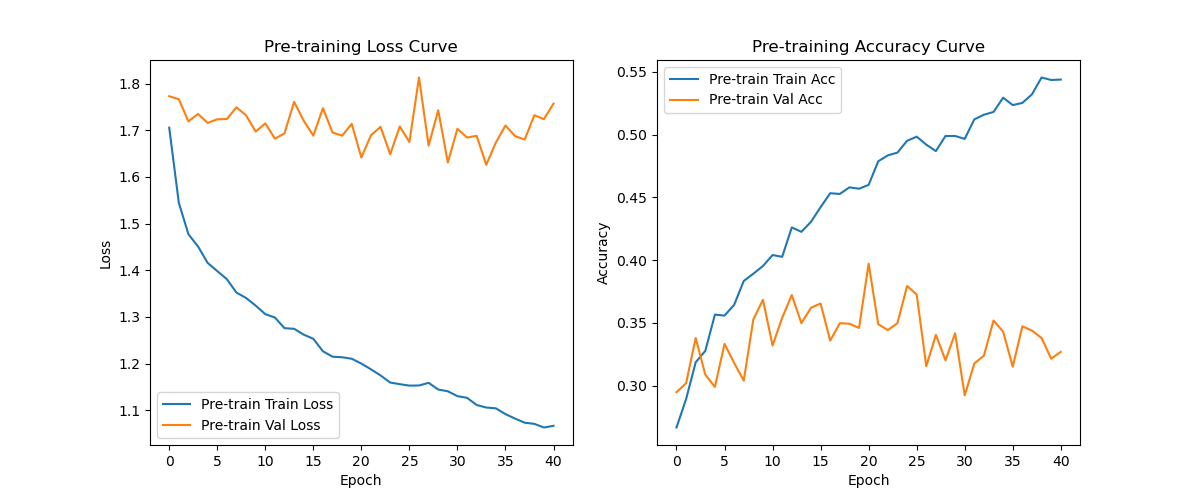 Pre-training Loss Curve
Loss
1.8
1.7
1.6
1.5
1.4
1.3
1.2
1.1
Pre-train Train Loss
Pre-train Val Loss
0 5 10 15 20 25 30 35 40
Epoch
Pre-training Accuracy Curve
Accuracy
0.55
0.50
0.45
0.40
0.35
0.30
Pre-train Train Acc
Pre-train Val Acc
0 5 10 15 20 25 30 35 40
Epoch